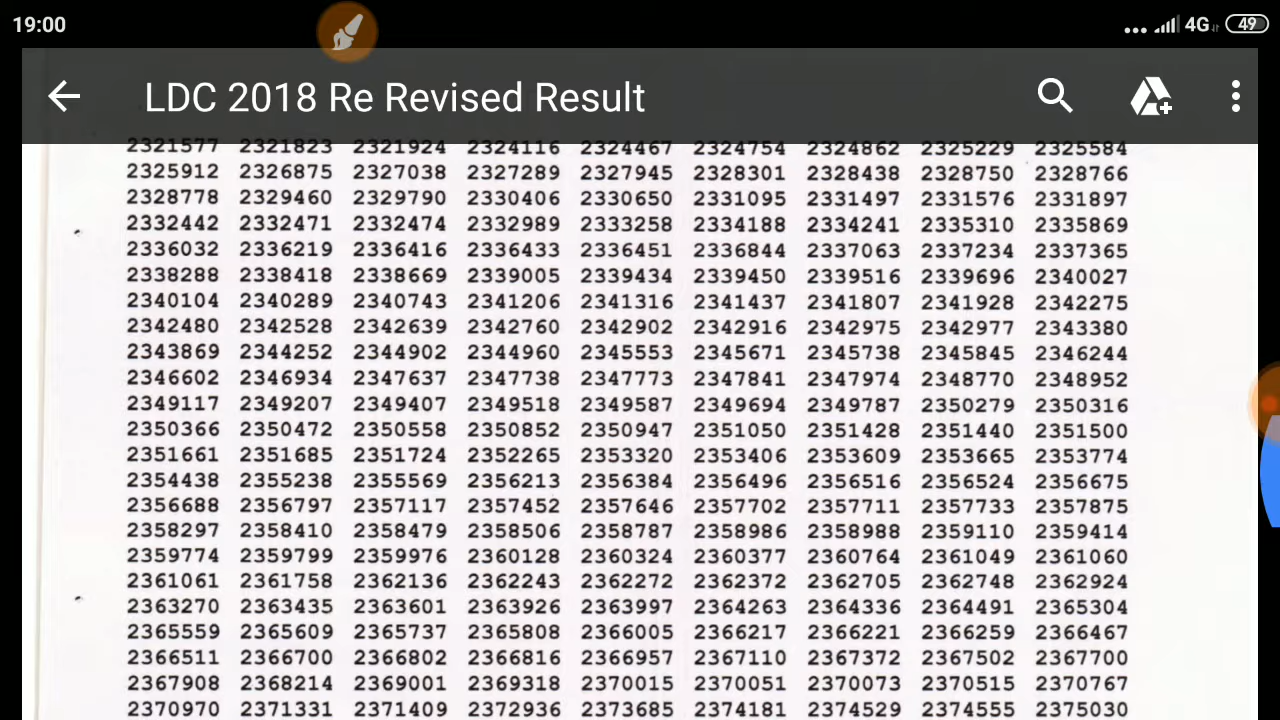 19:00
4G 49
LDC 2018 Re Revised Result
2321577 2321823 2321924 2324116 2324467 2324754 2324862 2325229 2325584
2325912 2326875 2327038 2327289 2327945 2328301 2328438 2328750 2328766
2328778 2329460 2329790 2330406 2330650 2331095 2331497 2331576 2331897
2332442 2332471 2332474 2332989 2333258 2334188 2334241 2335310 2335869
2336032 2336219 2336416 2336433 2336451 2336844 2337063 2337234 2337365
2338288 2338418 2338669 2339005 2339434 2339450 2339516 2339696 2340027
2340104 2340289 2340743 2341206 2341316 2341437 2341807 2341928 2342275
2342480 2342528 2342639 2342760 2342902 2342916 2342975 2342977 2343380
2343869 2344252 2344902 2344960 2345553 2345671 2345738 2345845 2346244
2346602 2346934 2347637 2347738 2347773 2347841 2347974 2348770 2348952
2349117 2349207 2349407 2349518 2349587 2349694 2349787 2350279 2350316
2350366 2350472 2350558 2350852 2350947 2351050 2351428 2351440 2351500
2351661 2351685 2351724 2352265 2353320 2353406 2353609 2353665 2353774
2354438 2355238 2355569 2356213 2356384 2356496 2356516 2356524 2356675
2356688 2356797 2357117 2357452 2357646 2357702 2357711 2357733 2357875
2358297 2358410 2358479 2358506 2358787 2358986 2358988 2359110 2359414
2359774 2359799 2359976 2360128 2360324 2360377 2360764 2361049 2361060
2361061 2361758 2362136 2362243 2362272 2362372 2362705 2362748 2362924
2363270 2363435 2363601 2363926 2363997 2364263 2364336 2364491 2365304
2365559 2365609 2365737 2365808 2366005 2366217 2366221 2366259 2366467
2366511 2366700 2366802 2366816 2366957 2367110 2367372 2367502 2367700
2367908 2368214 2369001 2369318 2370015 2370051 2370073 2370515 2370767
2370970 2371331 2371409 2372936 2373685 2374181 2374529 2374555 2375030